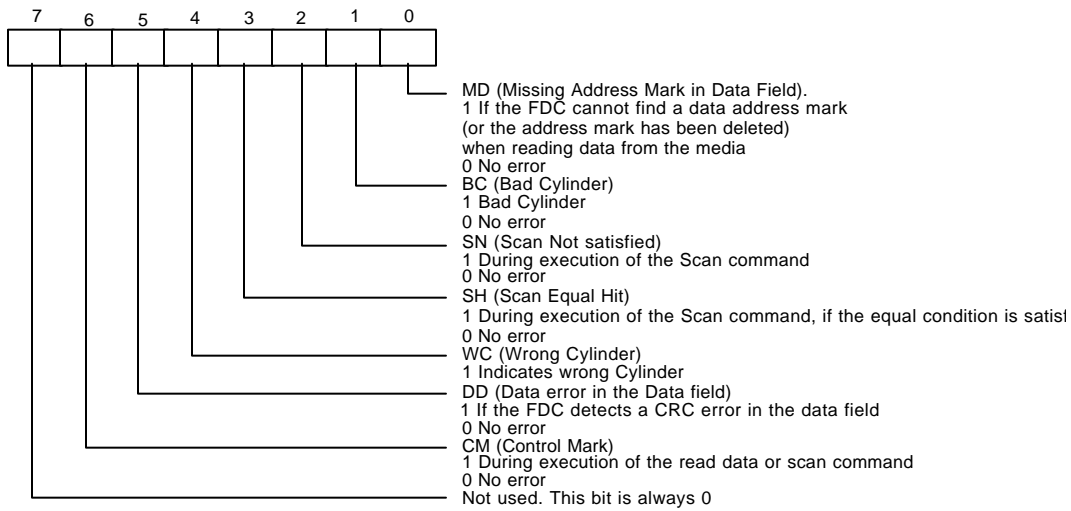 7 6 5 4 3 2 1 0
MD (Missing Address Mark in Data Field).
1 If the FDC cannot find a data address mark
(or the address mark has been deleted)
when reading data from the media
0 No error
BC (Bad Cylinder)
1 Bad Cylinder
0 No error
SN (Scan Not satisfied)
1 During execution of the Scan command
0 No error
SH (Scan Equal Hit)
1 During execution of the Scan command, if the equal condition is satisf
0 No error
WC (Wrong Cylinder)
1 Indicates wrong Cylinder
DD (Data error in the Data field)
1 If the FDC detects a CRC error in the data field
0 No error
CM (Control Mark)
1 During execution of the read data or scan command
0 No error
Not used. This bit is always 0